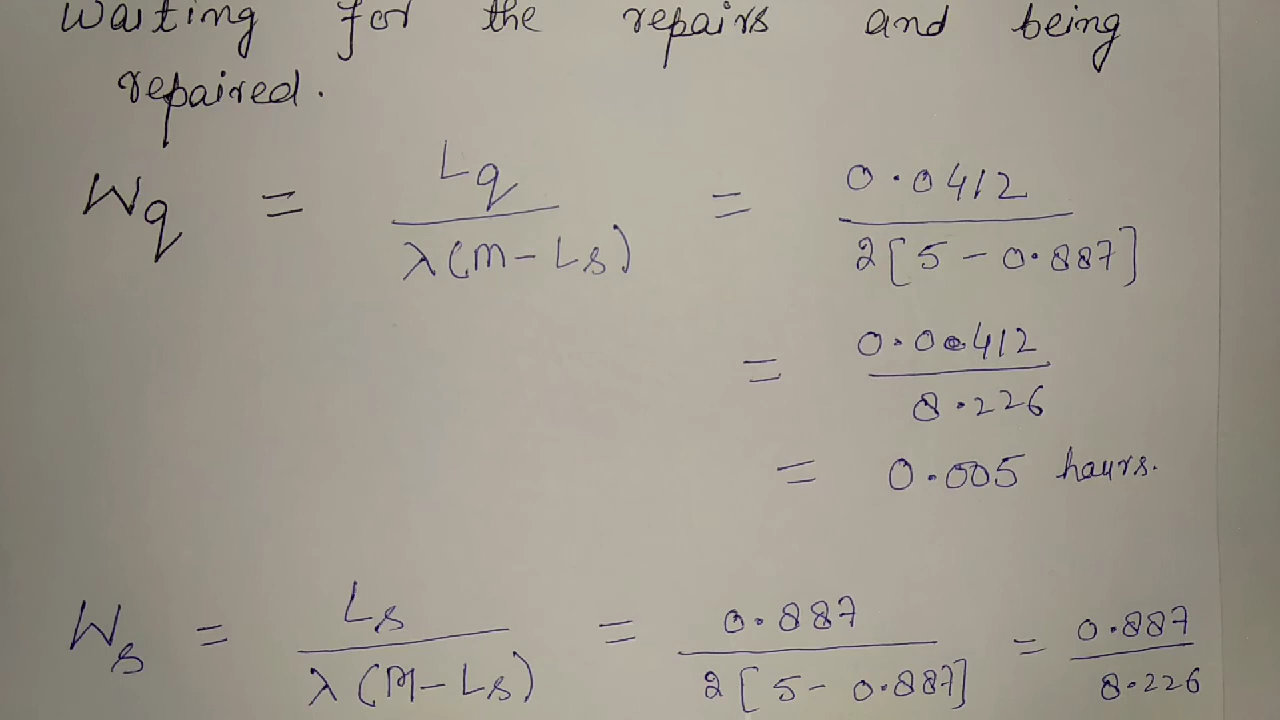 Waiting for the repairs and being
repaired.
Wq = Lq / λ(M - Ls) = 0.0412 / 2[5 - 0.887]
= 0.00412 / 8.226
= 0.005 hours.
Ws = Ls / λ(M - Ls) = 0.887 / 2[5 - 0.887] = 0.887 / 8.226